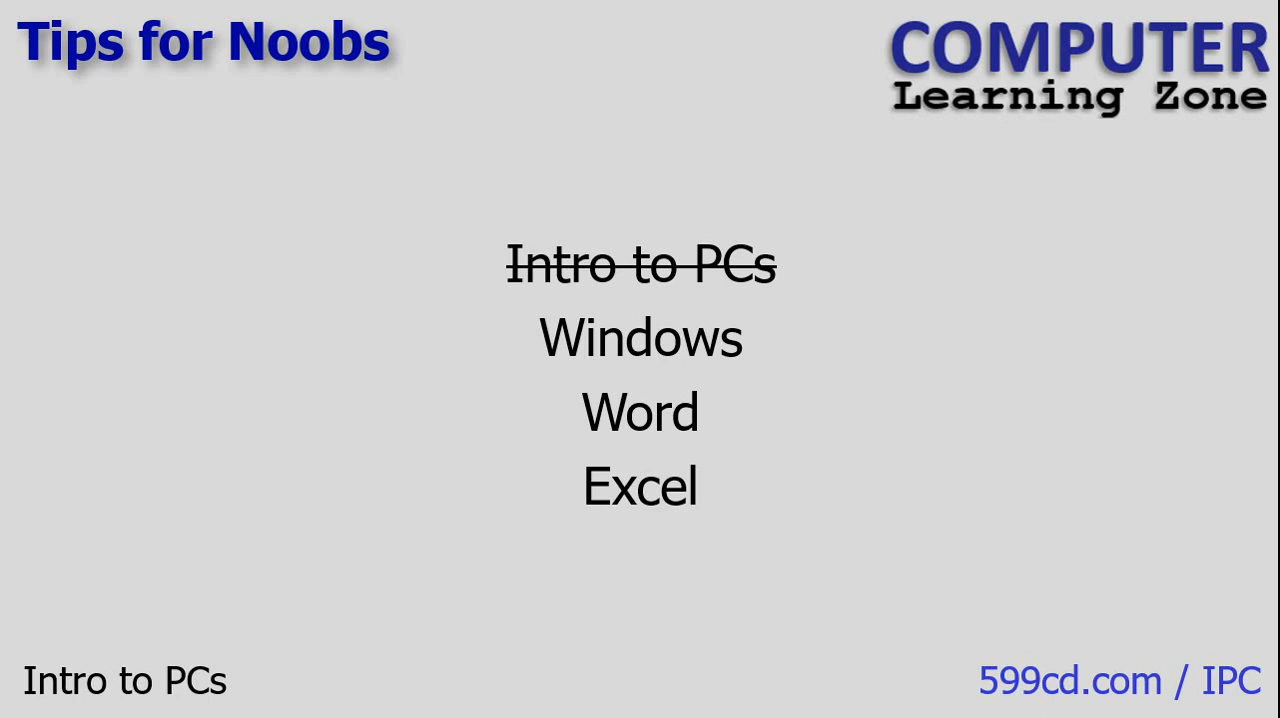 Tips for Noobs
COMPUTER
Learning Zone
Intro to PCs
Windows
Word
Excel
Intro to PCs
599cd.com / IPC